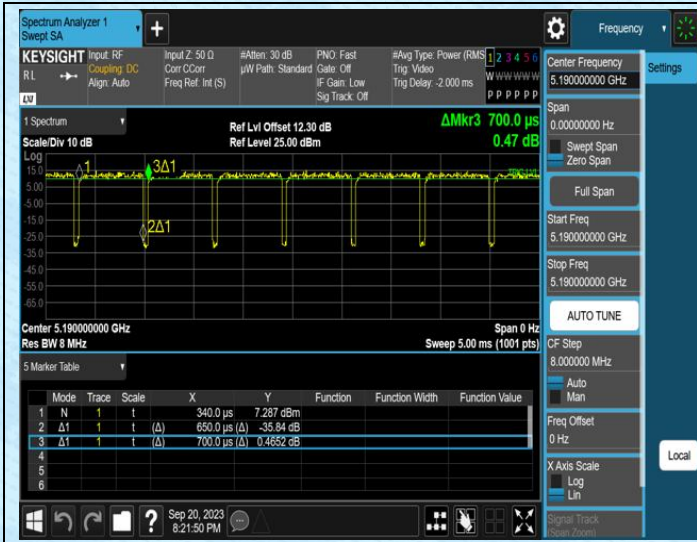 Spectrum Analyzer 1
Swept SA
Frequency
KEYSIGHT
Input: RF
Input Z: 50 Ω
#Atten: 30 dB
PNO: Fast
#Avg Type: Power (RMS
1 2 3 4 5 6
RL
Coupling: DC
Corr CCorr
µW Path: Standard
Gate: Off
Trig: Video
W W W W W W
Align: Auto
Freq Ref: Int (S)
IF Gain: Low
Trig Delay: -2.000 ms
Sig Track: Off
P P P P P P
LXI
Center Frequency
5.190000000 GHz
Settings
1 Spectrum
Ref Lvl Offset 12.30 dB
ΔMkr3 700.0 µs
Scale/Div 10 dB
Ref Level 25.00 dBm
0.47 dB
Span
0.00000000 Hz
Swept Span
Zero Span
Log
15.0
5.00
-5.00
-15.0
-25.0
-35.0
-45.0
-55.0
-65.0
1
3Δ1
2Δ1
Full Span
Start Freq
5.190000000 GHz
Stop Freq
5.190000000 GHz
AUTO TUNE
Center 5.190000000 GHz
Span 0 Hz
Res BW 8 MHz
Sweep 5.00 ms (1001 pts)
CF Step
8.000000 MHz
Auto
Man
5 Marker Table
Mode Trace Scale X Y Function Function Width Function Value
1 N 1 t 340.0 µs 7.287 dBm
2 Δ1 1 t (Δ) 650.0 µs (Δ) -35.84 dB
3 Δ1 1 t (Δ) 700.0 µs (Δ) 0.4652 dB
4
5
6
Freq Offset
0 Hz
X Axis Scale
Log
Lin
Local
Signal Track
(Span Zoom)
?
Sep 20, 2023
8:21:50 PM